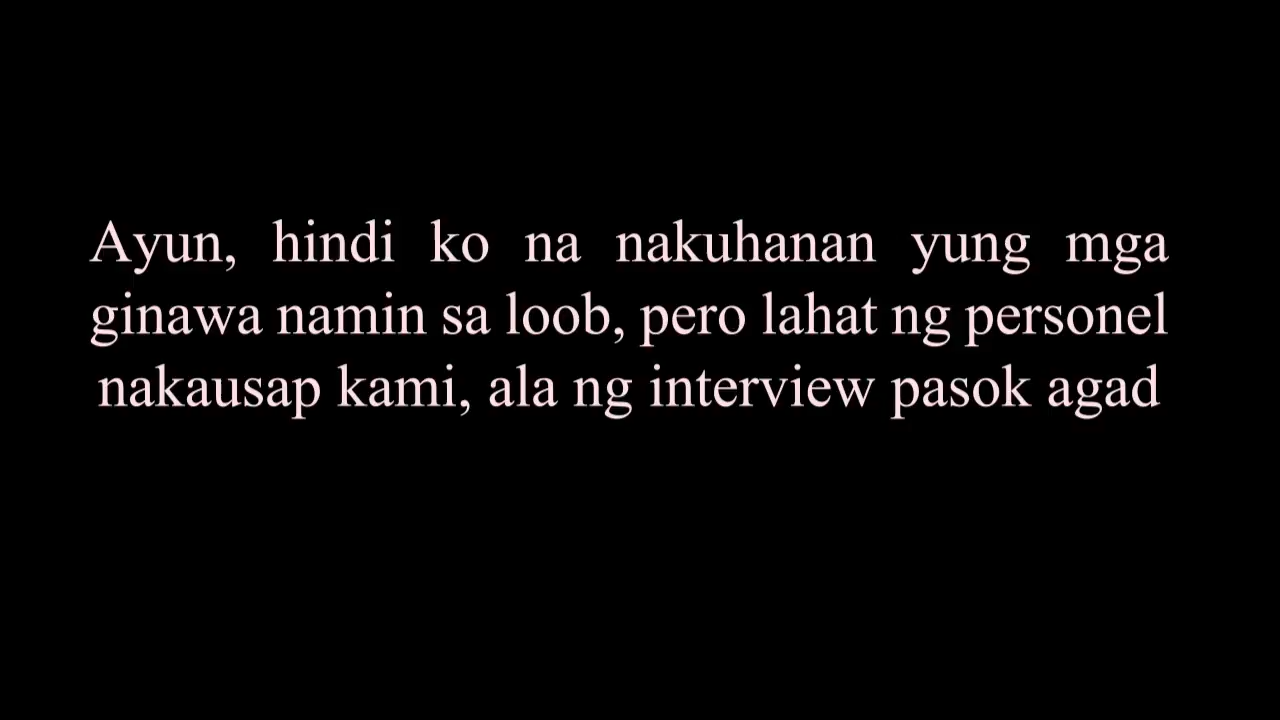 Ayun, hindi ko na nakuhanan yung mga
ginawa namin sa loob, pero lahat ng personel
nakausap kami, ala ng interview pasok agad